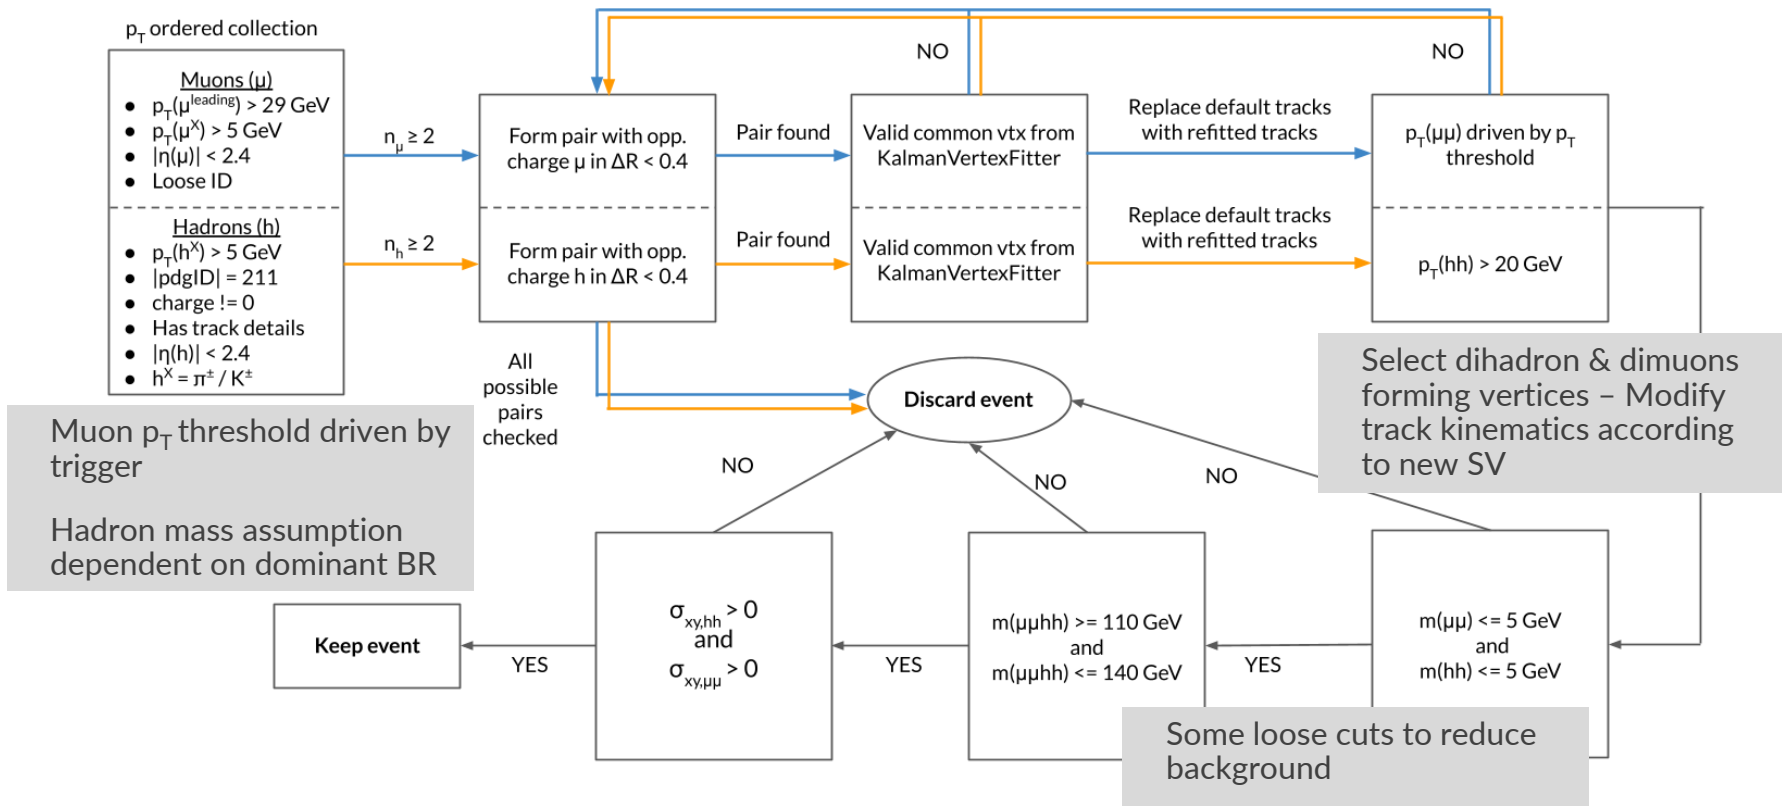 pT ordered collection
Muons (μ)
● pT(μleading) > 29 GeV
● pT(μX) > 5 GeV
● |η(μ)| < 2.4
● Loose ID
Hadrons (h)
● pT(hX) > 5 GeV
● |pdgID| = 211
● charge != 0
● Has track details
● |η(h)| < 2.4
● hX = π± / K±
nμ ≥ 2
nh ≥ 2
Form pair with opp.
charge μ in ΔR < 0.4
Form pair with opp.
charge h in ΔR < 0.4
Pair found
Pair found
NO
Valid common vtx from
KalmanVertexFitter
Valid common vtx from
KalmanVertexFitter
Replace default tracks
with refitted tracks
Replace default tracks
with refitted tracks
NO
pT(μμ) driven by pT
threshold
pT(hh) > 20 GeV
All
possible
pairs
checked
Discard event
Select dihadron & dimuons
forming vertices – Modify
track kinematics according
to new SV
Muon pT threshold driven by
trigger
Hadron mass assumption
dependent on dominant BR
NO
NO
NO
m(μμ) <= 5 GeV
and
m(hh) <= 5 GeV
YES
m(μμhh) >= 110 GeV
and
m(μμhh) <= 140 GeV
YES
σxy,hh > 0
and
σxy,μμ > 0
YES
Keep event
Some loose cuts to reduce
background